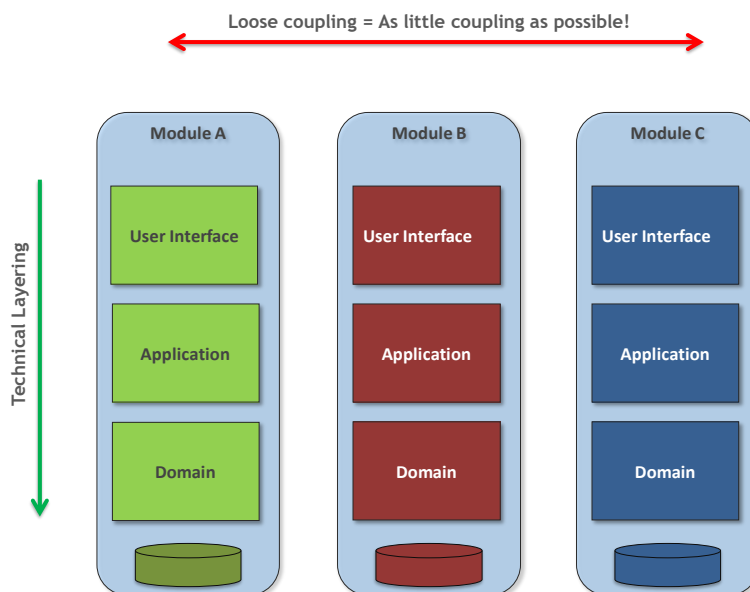 Loose coupling = As little coupling as possible!
Module A
Module B
Module C
Technical Layering
User Interface
User Interface
User Interface
Application
Application
Application
Domain
Domain
Domain